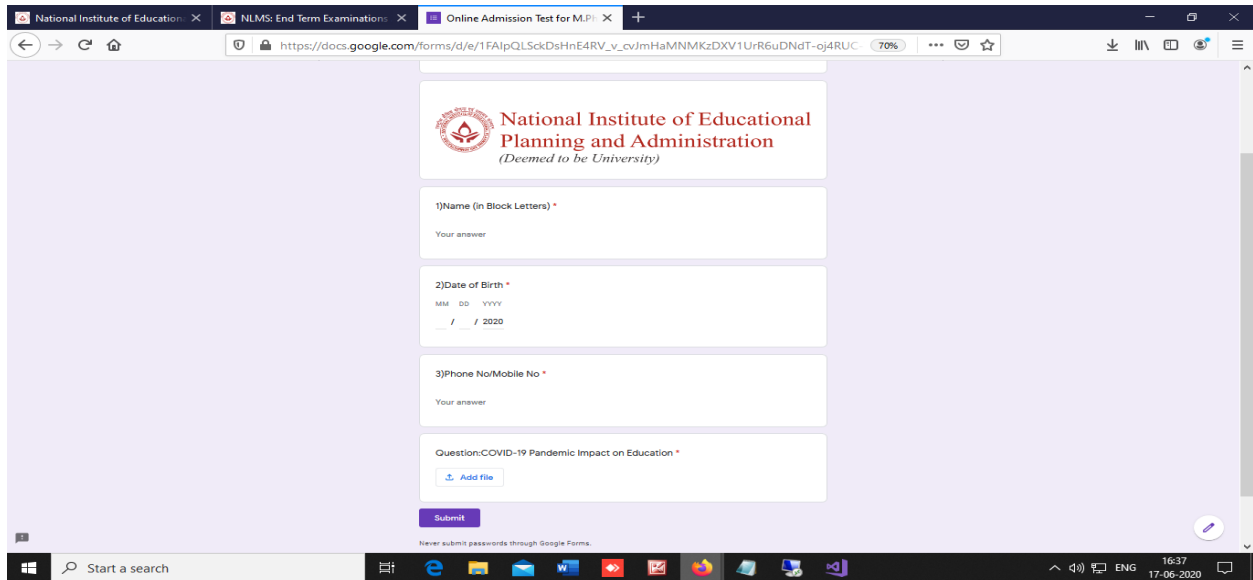 National Institute of Educationa
NLMS: End Term Examinations
Online Admission Test for M.Ph
https://docs.google.com/forms/d/e/1FAIpQLSckDsHnE4RV_v_cvJmHaMNMKzDXV1UrR6uDNdT-oj4RUC
70%
National Institute of Educational
Planning and Administration
(Deemed to be University)
1)Name (in Block Letters) *
Your answer
2)Date of Birth *
MM DD YYYY
/ / 2020
3)Phone No/Mobile No *
Your answer
Question:COVID-19 Pandemic Impact on Education *
Add file
Submit
Never submit passwords through Google Forms.
Start a search
ENG
16:37
17-06-2020